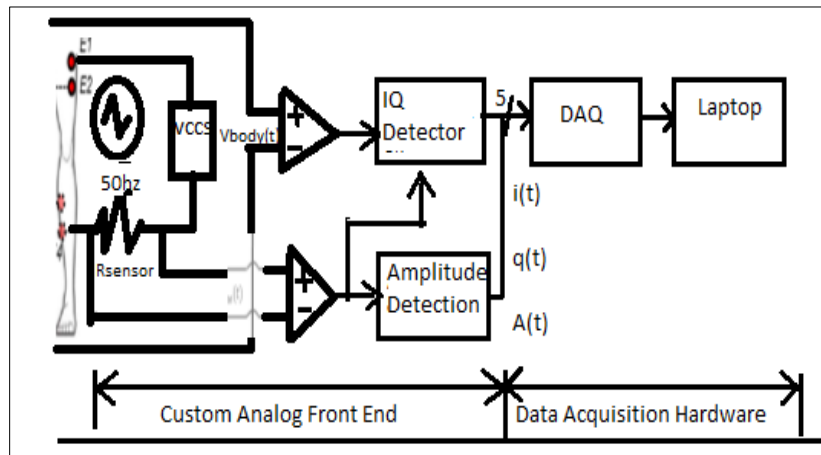 E1
E2
VCCS
50hz
Rsensor
Vbody(t)
+
−
+
−
IQ
Detector
Amplitude
Detection
5
DAQ
Laptop
i(t)
q(t)
A(t)
Custom Analog Front End
Data Acquisition Hardware